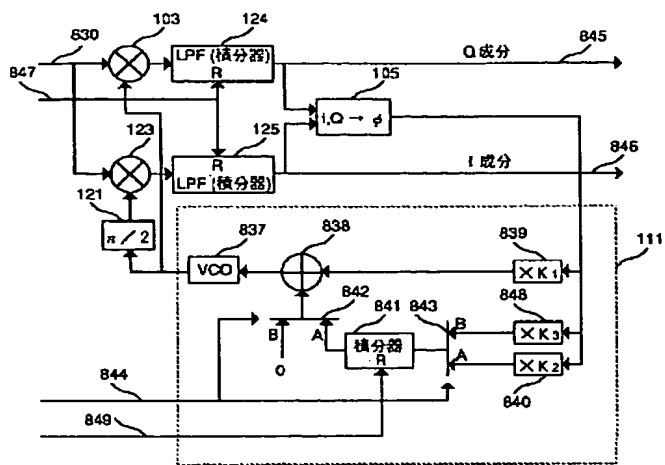 103
124
830
LPF (積分器)
R
Q 成分
845
847
105
I,Q → φ
123
125
R
LPF (積分器)
I 成分
846
121
π/2
837
838
839
111
VCO
×K1
842
841
843
848
B
A
積分器
R
B
A
×K3
0
×K2
840
844
849